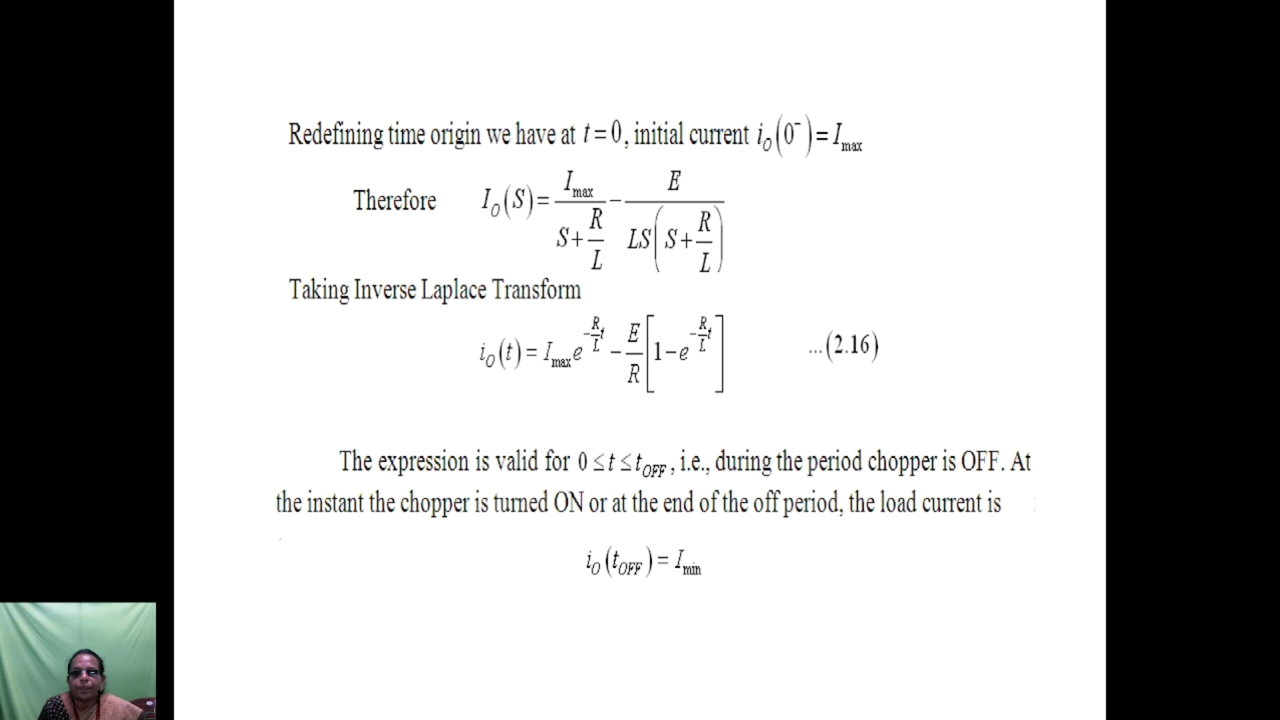 Redefining time origin we have at t = 0, initial current i_O(0⁻) = I_max
Therefore I_O(S) = I_max / (S + R/L) − E / (LS(S + R/L))
Taking Inverse Laplace Transform
i_O(t) = I_max e^(−(R/L)t) − (E/R)[1 − e^(−(R/L)t)] ...(2.16)
The expression is valid for 0 ≤ t ≤ t_OFF, i.e., during the period chopper is OFF. At
the instant the chopper is turned ON or at the end of the off period, the load current is
i_O(t_OFF) = I_min